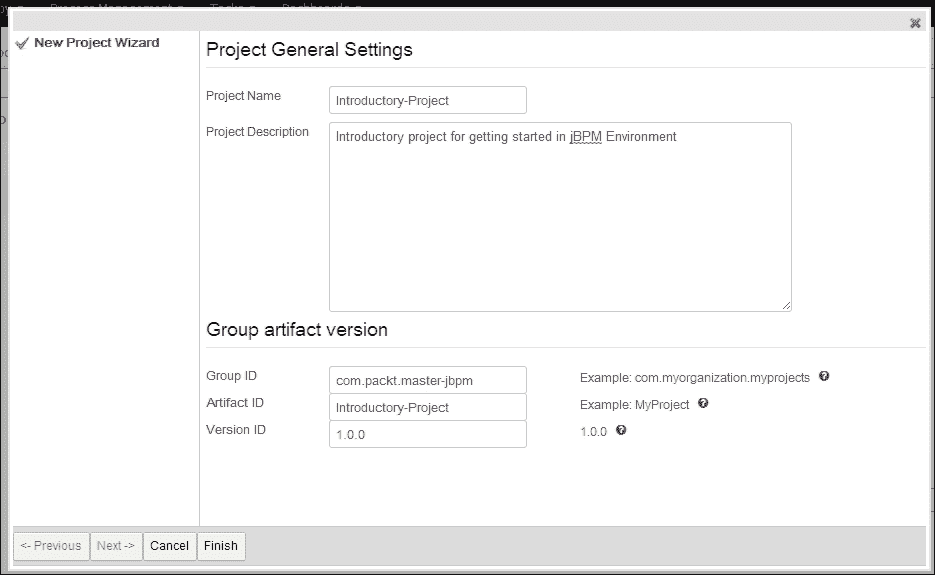 New Project Wizard
Project General Settings
Project Name
Introductory-Project
Project Description
Introductory project for getting started in jBPM Environment
Group artifact version
Group ID
com.packt.master-jbpm
Example: com.myorganization.myprojects
Artifact ID
Introductory-Project
Example: MyProject
Version ID
1.0.0
1.0.0
<- Previous
Next ->
Cancel
Finish